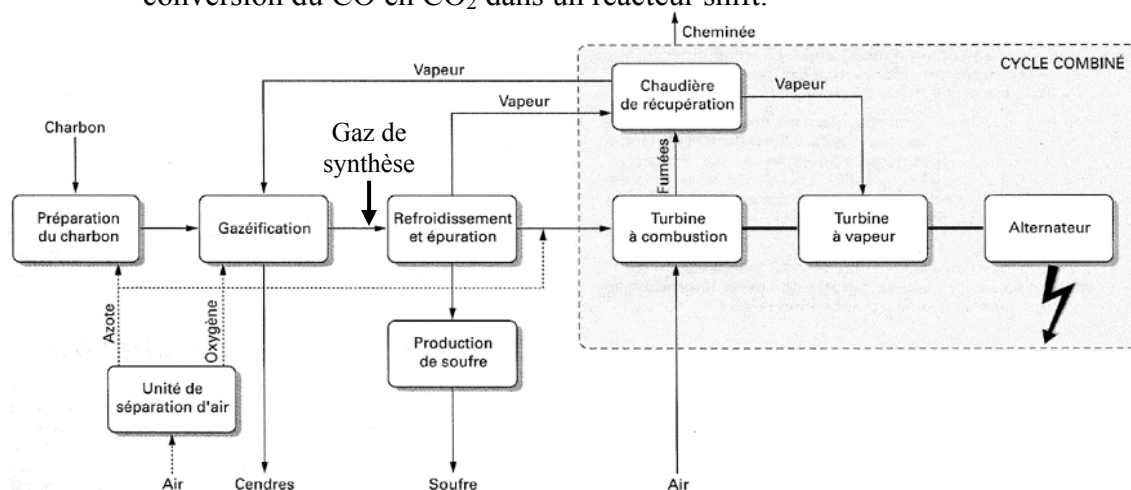 conversion du CO en CO₂ dans un réacteur shift.
Cheminée
CYCLE COMBINÉ
Vapeur
Chaudière
de récupération
Vapeur
Vapeur
Charbon
Gaz de
synthèse
Fumées
Préparation
du charbon
Gazéification
Refroidissement
et épuration
Turbine
à combustion
Turbine
à vapeur
Alternateur
Azote
Oxygène
Production
de soufre
Unité de
séparation d'air
Air
Cendres
Soufre
Air